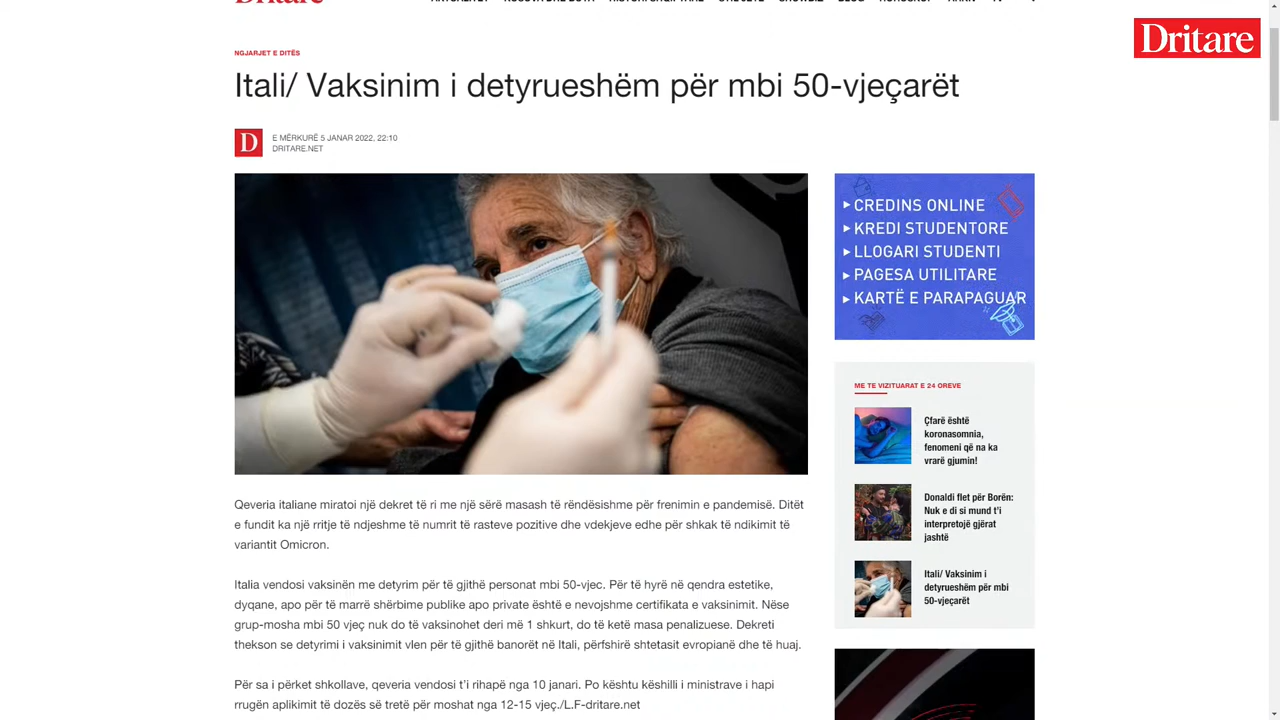 Dritare
NGJARJET E DITËS
Itali/ Vaksinim i detyrueshëm për mbi 50-vjeçarët
D
E MËRKURË 5 JANAR 2022, 22:10
DRITARE.NET
Qeveria italiane miratoi një dekret të ri me një sërë masash të rëndësishme për frenimin e pandemisë. Ditët
e fundit ka një rritje të ndjeshme të numrit të rasteve pozitive dhe vdekjeve edhe për shkak të ndikimit të
variantit Omicron.
Italia vendosi vaksinën me detyrim për të gjithë personat mbi 50-vjec. Për të hyrë në qendra estetike,
dyqane, apo për të marrë shërbime publike apo private është e nevojshme certifikata e vaksinimit. Nëse
grup-mosha mbi 50 vjeç nuk do të vaksinohet deri më 1 shkurt, do të ketë masa penalizuese. Dekreti
thekson se detyrimi i vaksinimit vlen për të gjithë banorët në Itali, përfshirë shtetasit evropianë dhe të huaj.
Për sa i përket shkollave, qeveria vendosi t'i rihapë nga 10 janari. Po kështu këshilli i ministrave i hapi
rrugën aplikimit të dozës së tretë për moshat nga 12-15 vjeç./L.F-dritare.net
CREDINS ONLINE
KREDI STUDENTORE
LLOGARI STUDENTI
PAGESA UTILITARE
KARTË E PARAPAGUAR
ME TE VIZITUARAT E 24 OREVE
Çfarë është
koronasomnia,
fenomeni që na ka
vrarë gjumin!
Donaldi flet për Borën:
Nuk e di si mund t'i
interpretojë gjërat
jashtë
Itali/ Vaksinim i
detyrueshëm për mbi
50-vjeçarët